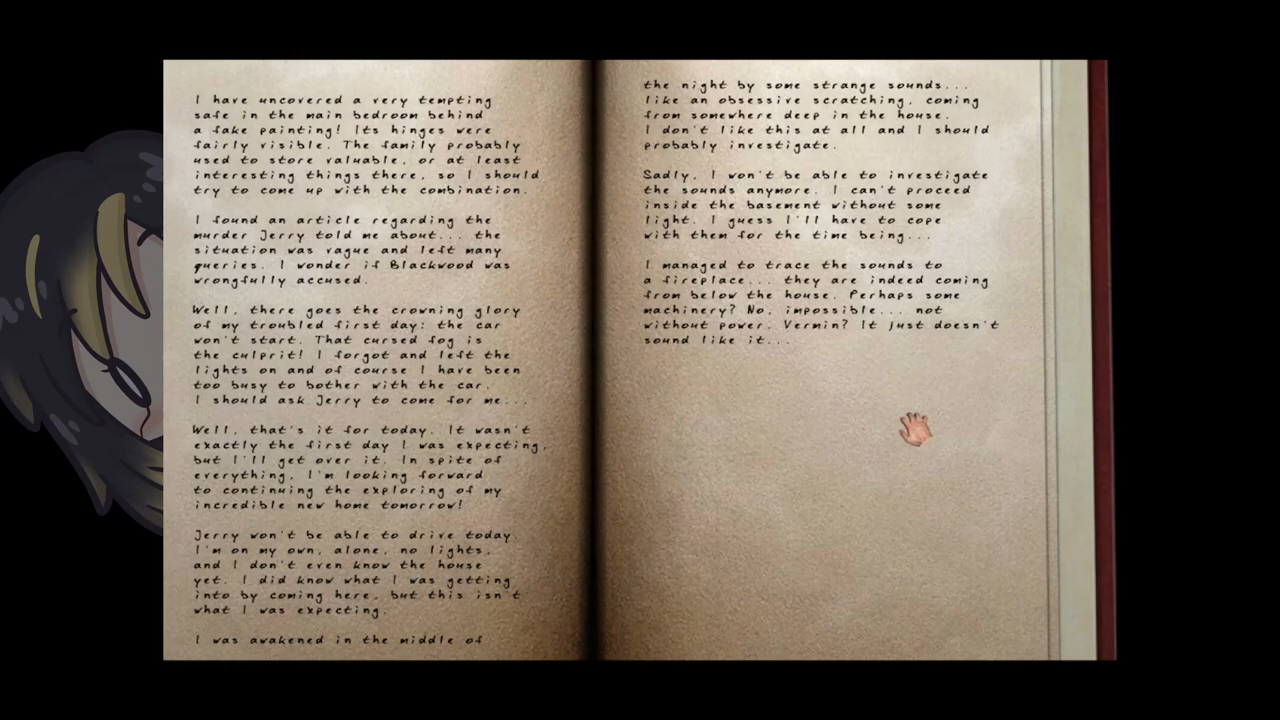 I have uncovered a very tempting
safe in the main bedroom behind
a fake painting! Its hinges were
fairly visible. The family probably
used to store valuable, or at least
interesting things there, so I should
try to come up with the combination.
I found an article regarding the
murder Jerry told me about... the
situation was vague and left many
queries. I wonder if Blackwood was
wrongfully accused.
Well, there goes the crowning glory
of my troubled first day: the car
won't start. That cursed fog is
the culprit! I forgot and left the
lights on and of course I have been
too busy to bother with the car.
I should ask Jerry to come for me...
Well, that's it for today. It wasn't
exactly the first day I was expecting,
but I'll get over it. In spite of
everything, I'm looking forward
to continuing the exploring of my
incredible new home tomorrow!
Jerry won't be able to drive today.
I'm on my own, alone, no lights,
and I don't even know the house
yet. I did know what I was getting
into by coming here, but this isn't
what I was expecting.
I was awakened in the middle of
the night by some strange sounds...
like an obsessive scratching, coming
from somewhere deep in the house.
I don't like this at all and I should
probably investigate.
Sadly, I won't be able to investigate
the sounds anymore. I can't proceed
inside the basement without some
light. I guess I'll have to cope
with them for the time being...
I managed to trace the sounds to
a fireplace... they are indeed coming
from below the house. Perhaps some
machinery? No, impossible... not
without power. Vermin? It just doesn't
sound like it...